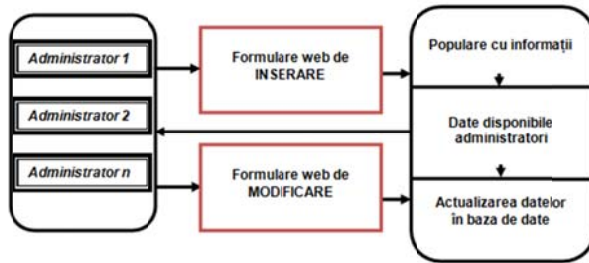 Administrator 1
Administrator 2
Administrator n
Formulare web de
INSERARE
Formulare web de
MODIFICARE
Populare cu informații
Date disponibile
administratori
Actualizarea datelor
în baza de date